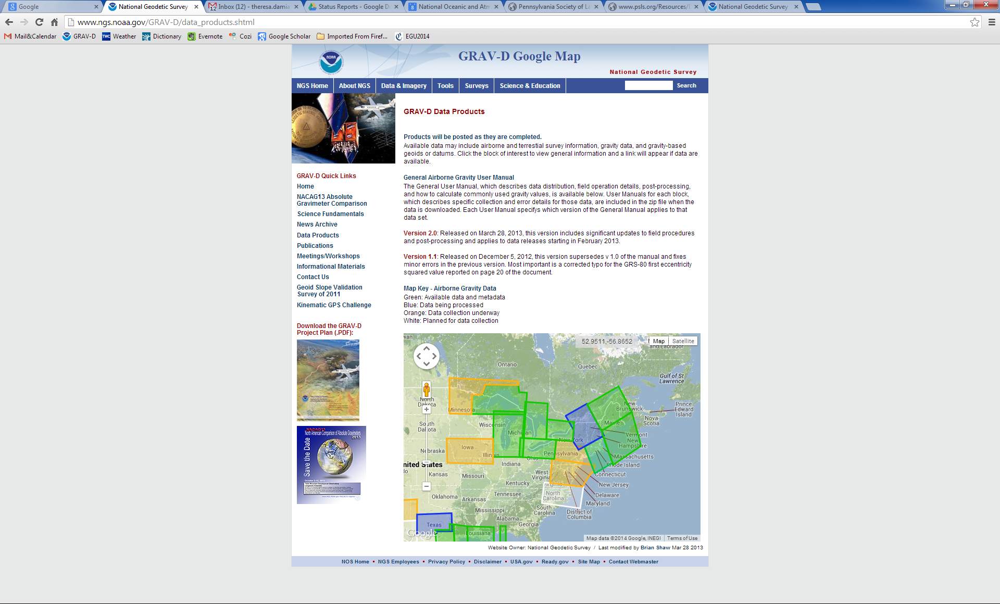 Google
National Geodetic Survey
Inbox (12) - theresa.damia
Status Reports - Google D
National Oceanic and Atm
Pennsylvania Society of La
www.psls.org/Resources/
National Geodetic Survey
www.ngs.noaa.gov/GRAV-D/data_products.shtml
Mail&Calendar
GRAV-D
TWC Weather
Dictionary
Evernote
Cozi
Google Scholar
Imported From Firef...
EGU2014
NOAA
GRAV-D Google Map
National Geodetic Survey
NGS Home
About NGS
Data & Imagery
Tools
Surveys
Science & Education
Search
GRAV-D Quick Links
Home
NACAG13 Absolute
Gravimeter Comparison
Science Fundamentals
News Archive
Data Products
Publications
Meetings/Workshops
Informational Materials
Contact Us
Geoid Slope Validation
Survey of 2011
Kinematic GPS Challenge
Download the GRAV-D
Project Plan (.PDF):
NACAG13
North American Comparison of Absolute Gravimeters
2013
Save the Date
GRAV-D Data Products
Products will be posted as they are completed.
Available data may include airborne and terrestial survey information, gravity data, and gravity-based
geoids or datums. Click the block of interest to view general information and a link will appear if data are
available.
General Airborne Gravity User Manual
The General User Manual, which describes data distribution, field operation details, post-processing,
and how to calculate commonly used gravity values, is available below. User Manuals for each block,
which describes specific collection and error details for those data, are included in the zip file when the
data is downloaded. Each User Manual specifys which version of the General Manual applies to that
data set.
Version 2.0: Released on March 28, 2013, this version includes significant updates to field procedures
and post-processing and applies to data releases starting in February 2013.
Version 1.1: Released on December 5, 2012, this version supersedes v 1.0 of the manual and fixes
minor errors in the previous version. Most important is a corrected typo for the GRS-80 first eccentricity
squared value reported on page 20 of the document.
Map Key - Airborne Gravity Data
Green: Available data and metadata
Blue: Data being processed
Orange: Data collection underway
White: Planned for data collection
52.9511,-56.8652
Map
Satellite
and Labrador
Ontario
Quebec
Gulf of St
Lawrence
North
Dakota
Minnesota
New
Brunswick
Prince
Edward
Island
Nova
Scotia
South
Dakota
Wisconsin
Michigan
Maine
Vermont
New York
New
Hampshire
Iowa
Nebraska
Illinois
Ohio
Pennsylvania
Massachusetts
Rhode Island
Connecticut
United States
Indiana
Kansas
Missouri
West
Virginia
Virginia
Kentucky
New Jersey
Delaware
Maryland
District of
Columbia
Oklahoma
Arkansas
Tennessee
North
Carolina
South
Carolina
Mississippi
Alabama
Georgia
Texas
Louisiana
Google
Map data ©2014 Google, INEGI
Terms of Use
Website Owner: National Geodetic Survey / Last modified by Brian Shaw Mar 28 2013
NOS Home ▪ NGS Employees ▪ Privacy Policy ▪ Disclaimer ▪ USA.gov ▪ Ready.gov ▪ Site Map ▪ Contact Webmaster